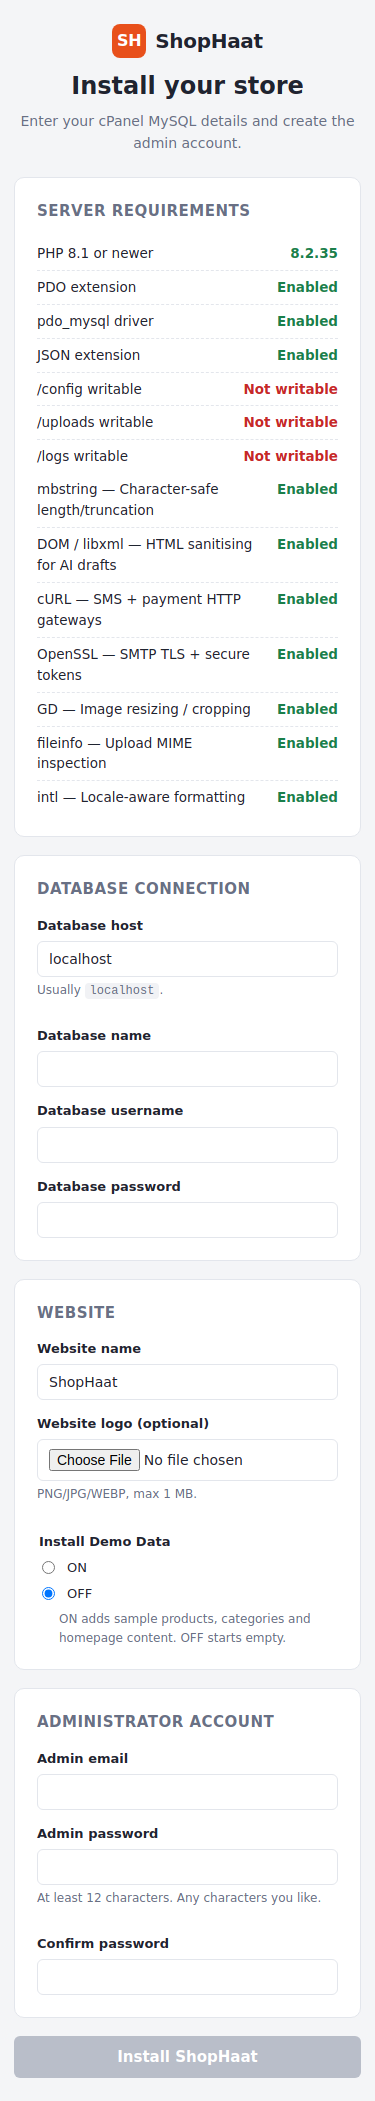 SH ShopHaat
Install your store
Enter your cPanel MySQL details and create the
admin account.
SERVER REQUIREMENTS
PHP 8.1 or newer 8.2.35
PDO extension Enabled
pdo_mysql driver Enabled
JSON extension Enabled
/config writable Not writable
/uploads writable Not writable
/logs writable Not writable
mbstring — Character-safe Enabled
length/truncation
DOM / libxml — HTML sanitising Enabled
for AI drafts
cURL — SMS + payment HTTP Enabled
gateways
OpenSSL — SMTP TLS + secure Enabled
tokens
GD — Image resizing / cropping Enabled
fileinfo — Upload MIME Enabled
inspection
intl — Locale-aware formatting Enabled
DATABASE CONNECTION
Database host
localhost
Usually localhost.
Database name
Database username
Database password
WEBSITE
Website name
ShopHaat
Website logo (optional)
Choose File No file chosen
PNG/JPG/WEBP, max 1 MB.
Install Demo Data
ON
OFF
ON adds sample products, categories and
homepage content. OFF starts empty.
ADMINISTRATOR ACCOUNT
Admin email
Admin password
At least 12 characters. Any characters you like.
Confirm password
Install ShopHaat